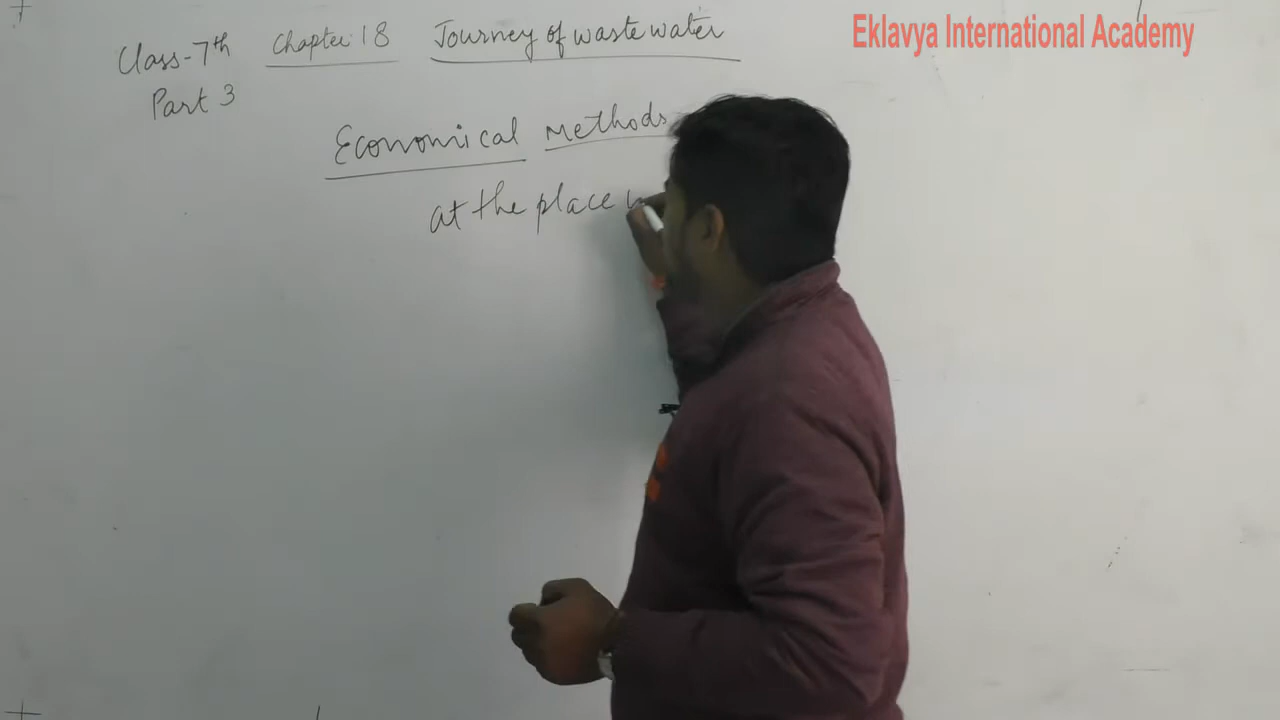 Eklavya International Academy
Class-7th Chapter 18 Journey of waste water
Part 3
Economical Methods
at the place